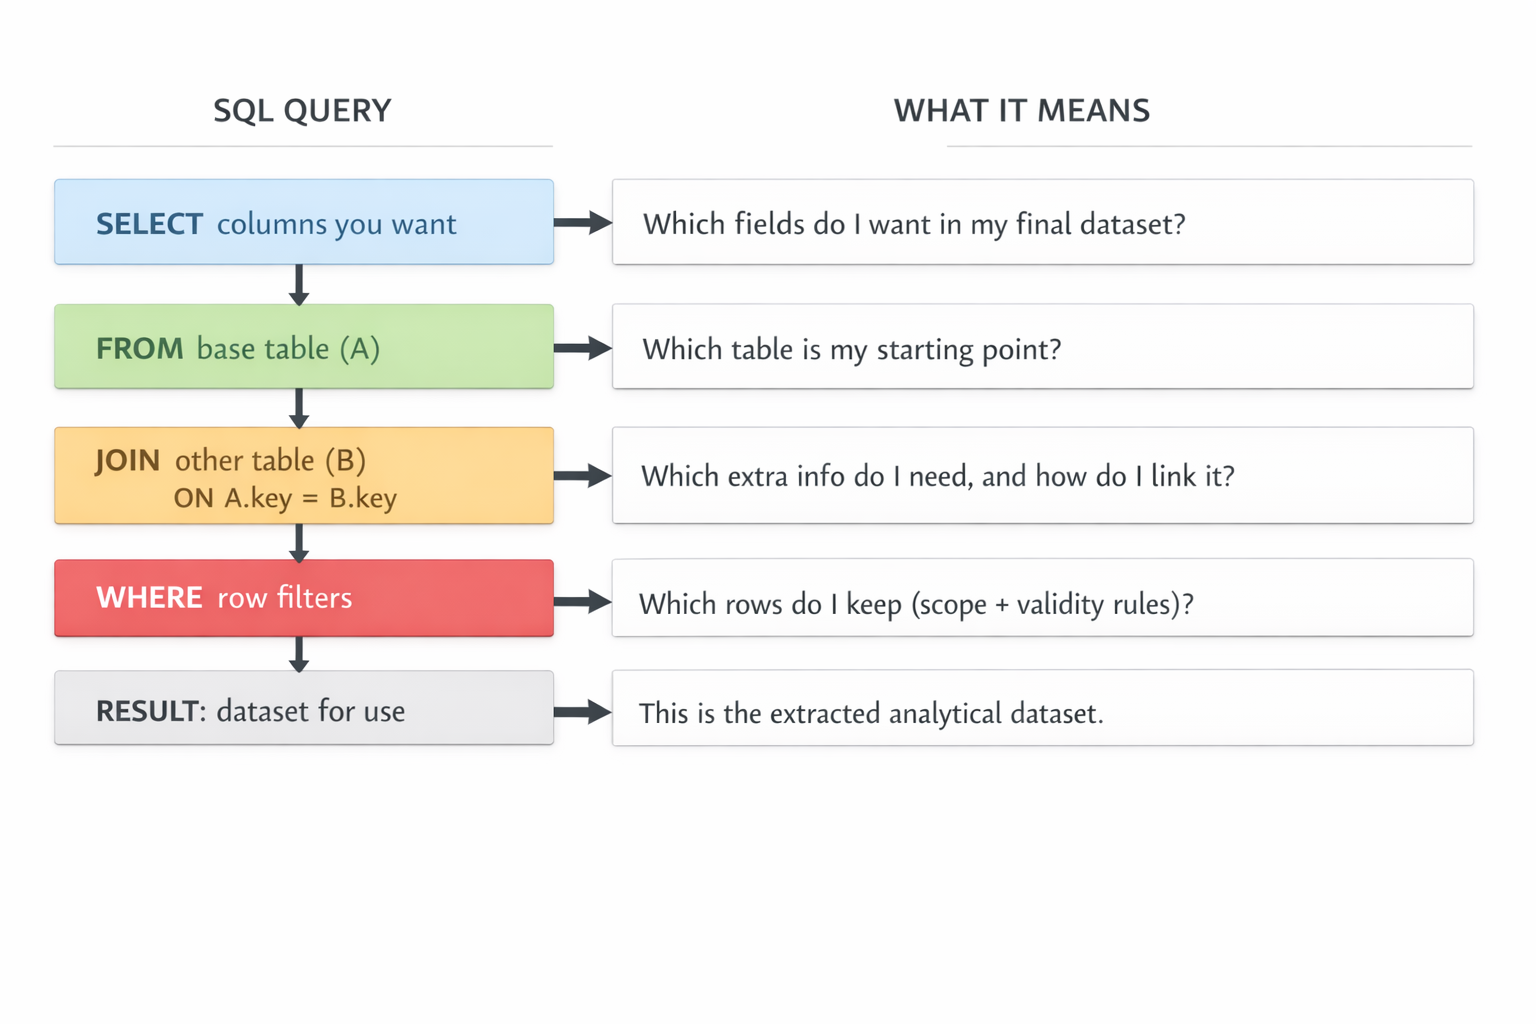 SQL QUERY
WHAT IT MEANS
SELECT columns you want
Which fields do I want in my final dataset?
FROM base table (A)
Which table is my starting point?
JOIN other table (B)
ON A.key = B.key
Which extra info do I need, and how do I link it?
WHERE row filters
Which rows do I keep (scope + validity rules)?
RESULT: dataset for use
This is the extracted analytical dataset.